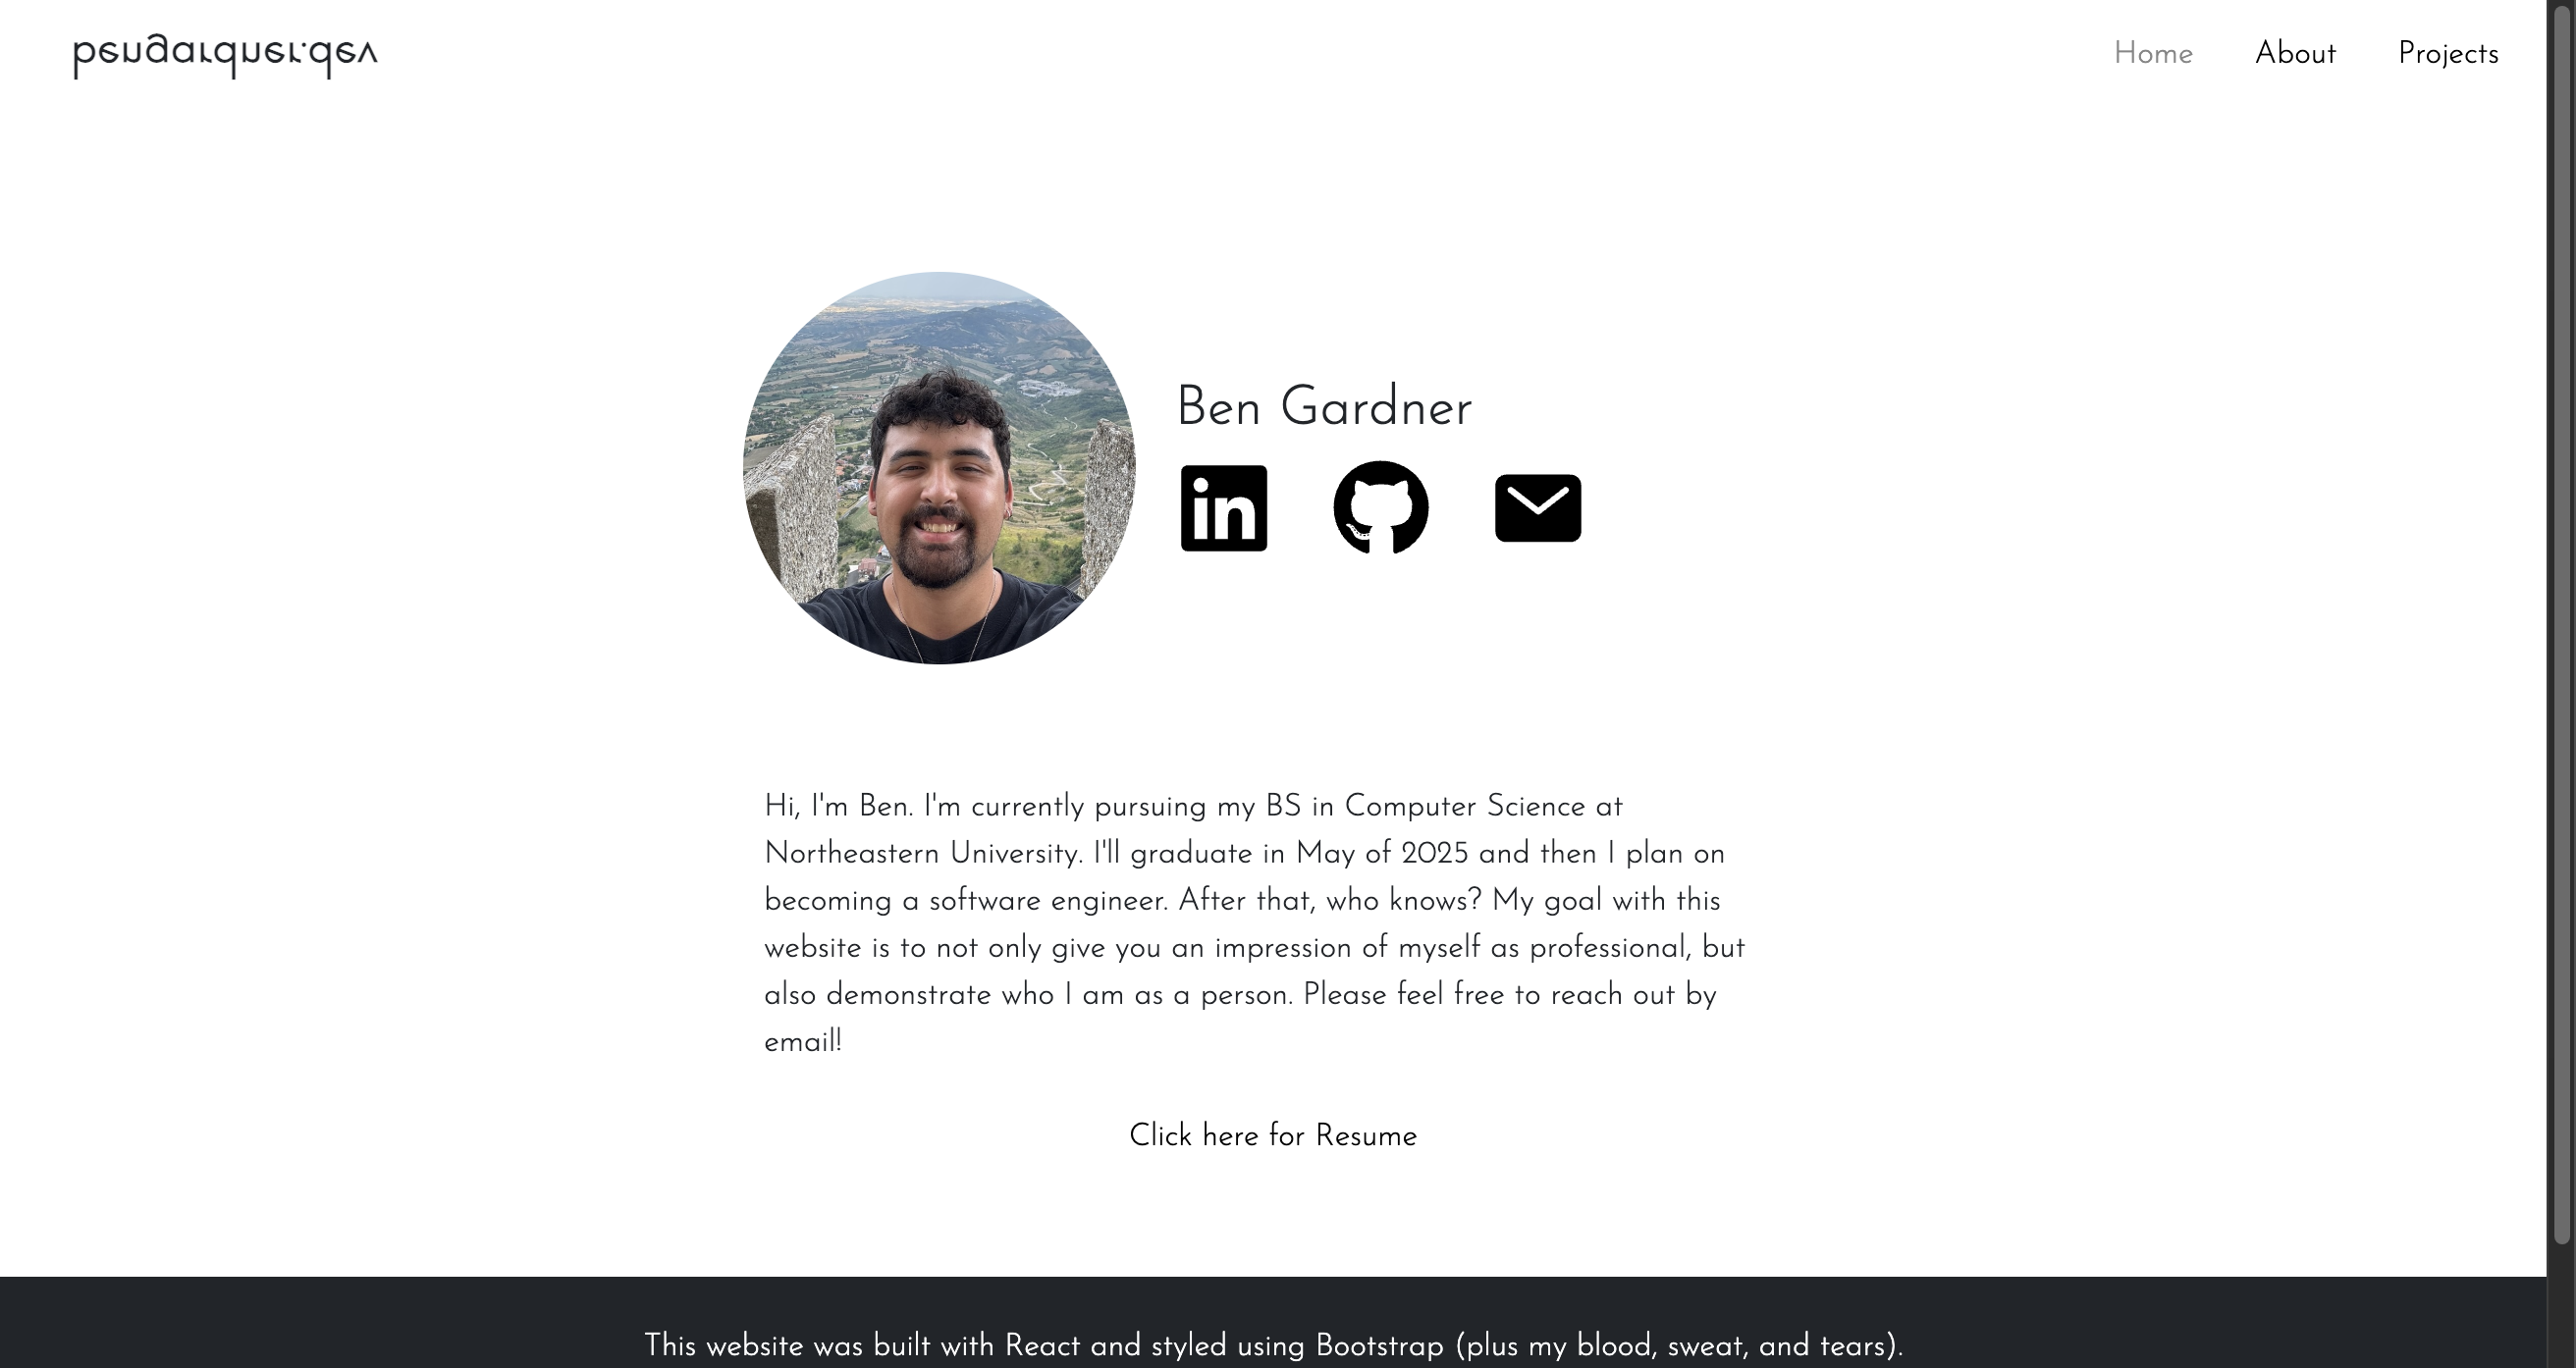 bengardner.dev
Home About Projects
Ben Gardner
in
Hi, I'm Ben. I'm currently pursuing my BS in Computer Science at
Northeastern University. I'll graduate in May of 2025 and then I plan on
becoming a software engineer. After that, who knows? My goal with this
website is to not only give you an impression of myself as professional, but
also demonstrate who I am as a person. Please feel free to reach out by
email!
Click here for Resume
This website was built with React and styled using Bootstrap (plus my blood, sweat, and tears).